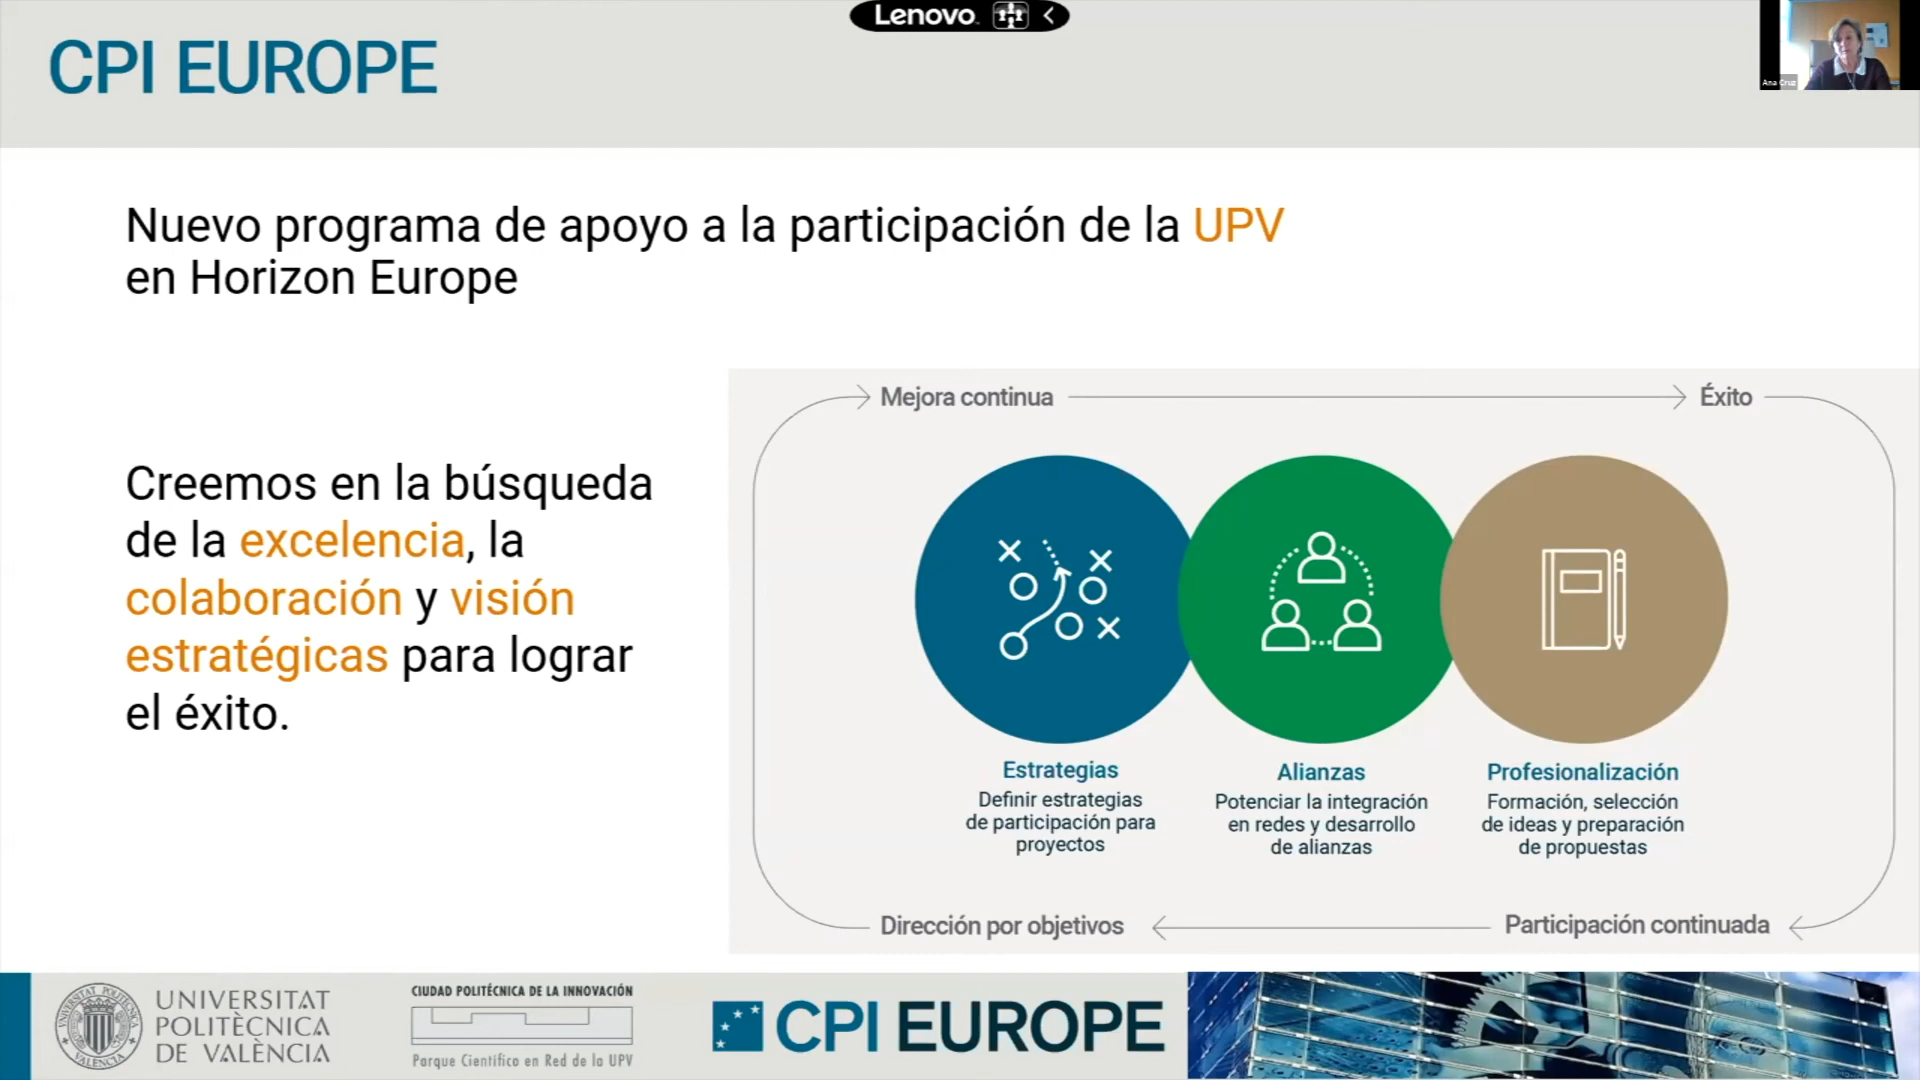 Lenovo
CPI EUROPE
Ana Cruz
Nuevo programa de apoyo a la participación de la UPV
en Horizon Europe
Creemos en la búsqueda
de la excelencia, la
colaboración y visión
estratégicas para lograr
el éxito.
Mejora continua
Éxito
Estrategias
Definir estrategias
de participación para
proyectos
Alianzas
Potenciar la integración
en redes y desarrollo
de alianzas
Profesionalización
Formación, selección
de ideas y preparación
de propuestas
Dirección por objetivos
Participación continuada
UNIVERSITAT
POLITÈCNICA
DE VALÈNCIA
CIUDAD POLITÉCNICA DE LA INNOVACIÓN
Parque Científico en Red de la UPV
CPI EUROPE